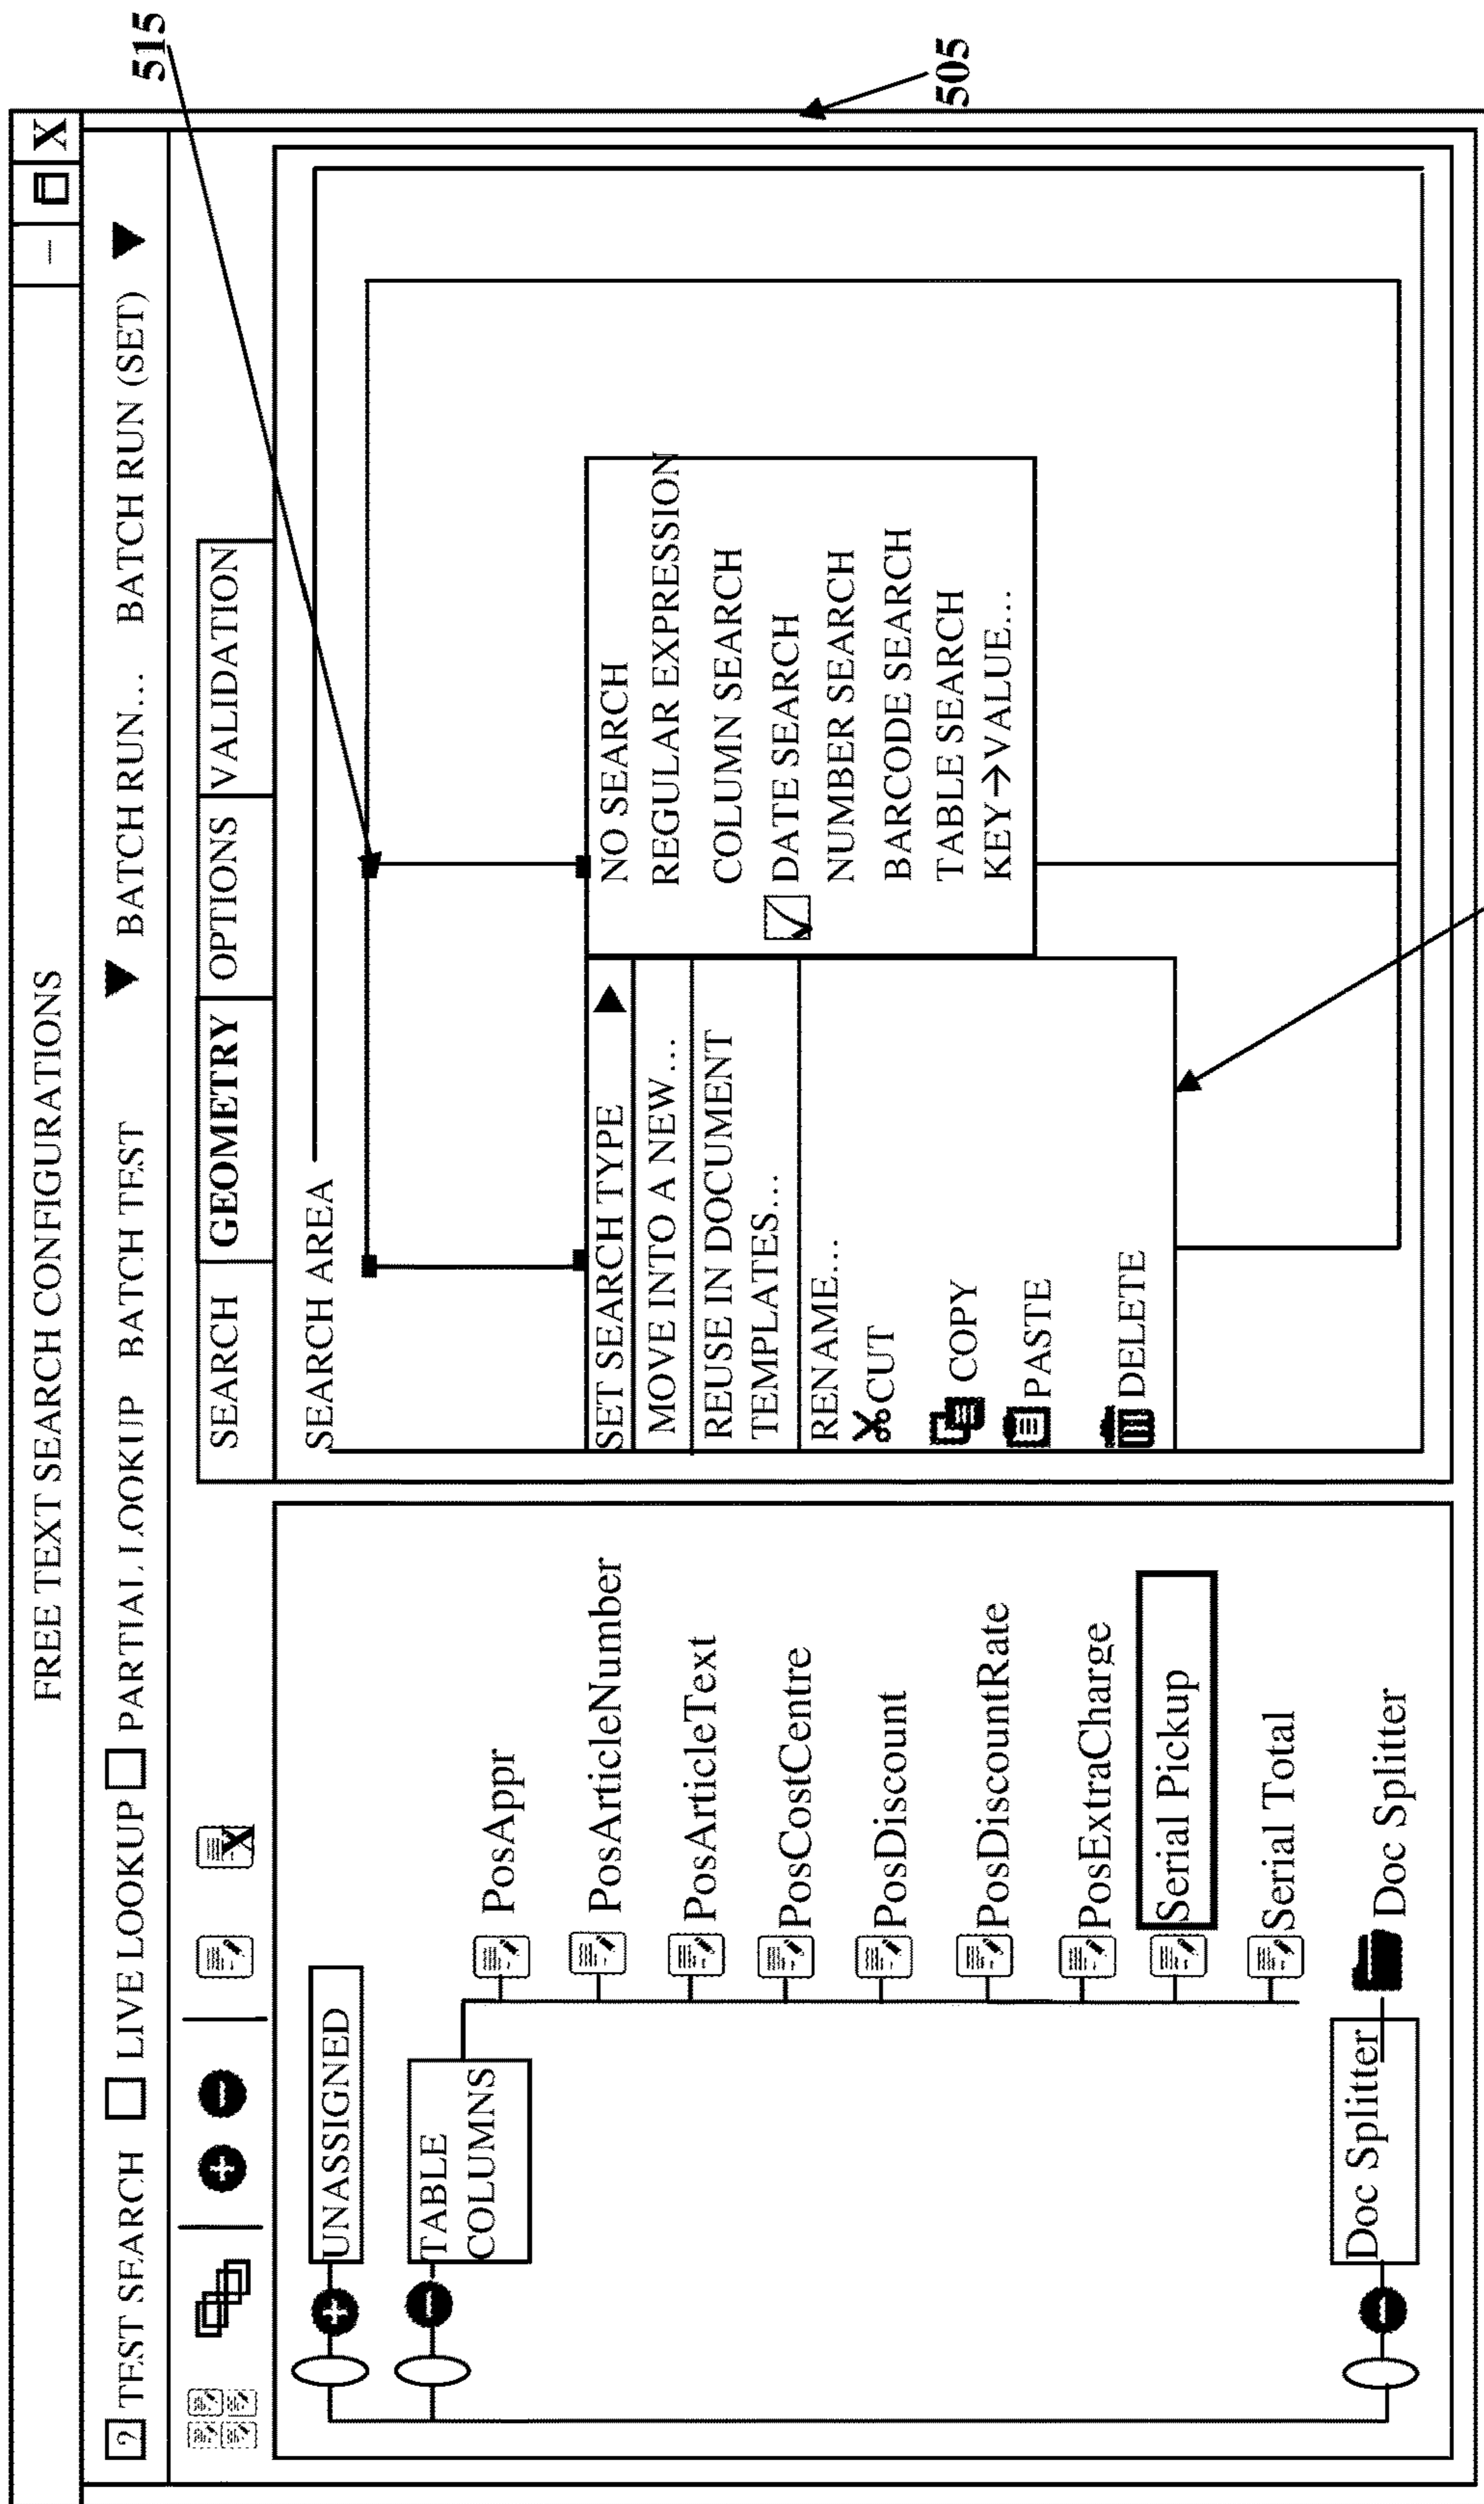 FREE TEXT SEARCH CONFIGURATIONS
– X
? TEST SEARCH LIVE LOOKUP PARTIAL LOOKUP BATCH TEST BATCH RUN... BATCH RUN (SET)
515
SEARCH GEOMETRY OPTIONS VALIDATION
UNASSIGNED
TABLE
COLUMNS
PosAppr
PosArticleNumber
PosArticleText
PosCostCentre
PosDiscount
PosDiscountRate
PosExtraCharge
Serial Pickup
Serial Total
Doc Splitter Doc Splitter
SEARCH AREA
SET SEARCH TYPE
MOVE INTO A NEW...
REUSE IN DOCUMENT
TEMPLATES...
RENAME...
CUT
COPY
PASTE
DELETE
NO SEARCH
REGULAR EXPRESSION
COLUMN SEARCH
DATE SEARCH
NUMBER SEARCH
BARCODE SEARCH
TABLE SEARCH
KEY→VALUE...
505